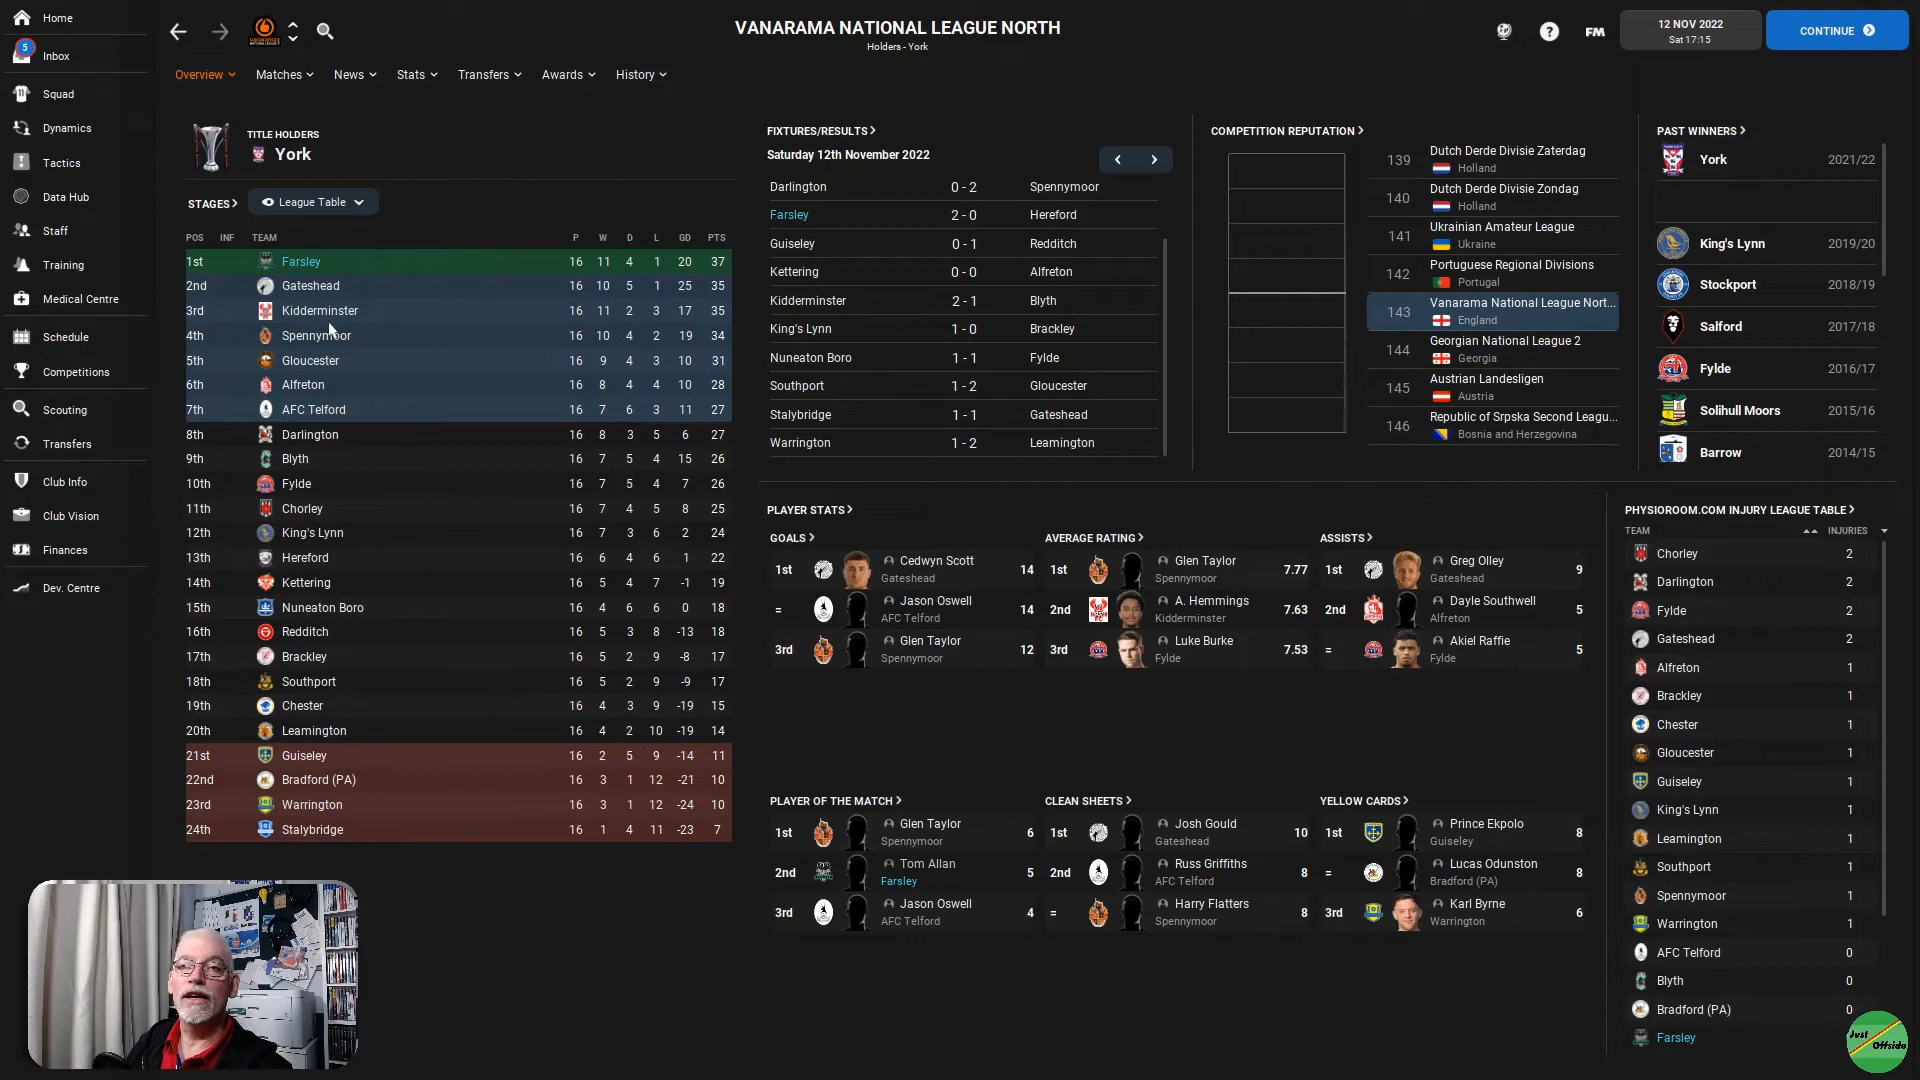 Home
5
Inbox
Squad
Dynamics
Tactics
Data Hub
Staff
Training
Medical Centre
Schedule
Competitions
Scouting
Transfers
Club Info
Club Vision
Finances
Dev. Centre
VANARAMA NATIONAL LEAGUE NORTH
Holders - York
FM
12 NOV 2022
Sat 17:15
CONTINUE
Overview Matches News Stats Transfers Awards History
TITLE HOLDERS
York
STAGES League Table
POS INF TEAM P W D L GD PTS
1st Farsley 16 11 4 1 20 37
2nd Gateshead 16 10 5 1 25 35
3rd Kidderminster 16 11 2 3 17 35
4th Spennymoor 16 10 4 2 19 34
5th Gloucester 16 9 4 3 10 31
6th Alfreton 16 8 4 4 10 28
7th AFC Telford 16 7 6 3 11 27
8th Darlington 16 8 3 5 6 27
9th Blyth 16 7 5 4 15 26
10th Fylde 16 7 5 4 7 26
11th Chorley 16 7 4 5 8 25
12th King's Lynn 16 7 3 6 2 24
13th Hereford 16 6 4 6 1 22
14th Kettering 16 5 4 7 -1 19
15th Nuneaton Boro 16 4 6 6 0 18
16th Redditch 16 5 3 8 -13 18
17th Brackley 16 5 2 9 -8 17
18th Southport 16 5 2 9 -9 17
19th Chester 16 4 3 9 -19 15
20th Leamington 16 4 2 10 -19 14
21st Guiseley 16 2 5 9 -14 11
22nd Bradford (PA) 16 3 1 12 -21 10
23rd Warrington 16 3 1 12 -24 10
24th Stalybridge 16 1 4 11 -23 7
FIXTURES/RESULTS
Saturday 12th November 2022
Darlington 0 - 2 Spennymoor
Farsley 2 - 0 Hereford
Guiseley 0 - 1 Redditch
Kettering 0 - 0 Alfreton
Kidderminster 2 - 1 Blyth
King's Lynn 1 - 0 Brackley
Nuneaton Boro 1 - 1 Fylde
Southport 1 - 2 Gloucester
Stalybridge 1 - 1 Gateshead
Warrington 1 - 2 Leamington
COMPETITION REPUTATION
139 Dutch Derde Divisie Zaterdag
Holland
140 Dutch Derde Divisie Zondag
Holland
141 Ukrainian Amateur League
Ukraine
142 Portuguese Regional Divisions
Portugal
143 Vanarama National League Nort...
England
144 Georgian National League 2
Georgia
145 Austrian Landesligen
Austria
146 Republic of Srpska Second Leagu...
Bosnia and Herzegovina
PAST WINNERS
York 2021/22
King's Lynn 2019/20
Stockport 2018/19
Salford 2017/18
Fylde 2016/17
Solihull Moors 2015/16
Barrow 2014/15
PLAYER STATS
GOALS
1st Cedwyn Scott 14
Gateshead
= Jason Oswell 14
AFC Telford
3rd Glen Taylor 12
Spennymoor
AVERAGE RATING
1st Glen Taylor 7.77
Spennymoor
2nd A. Hemmings 7.63
Kidderminster
3rd Luke Burke 7.53
Fylde
ASSISTS
1st Greg Olley 9
Gateshead
2nd Dayle Southwell 5
Alfreton
= Akiel Raffie 5
Fylde
PLAYER OF THE MATCH
1st Glen Taylor 6
Spennymoor
2nd Tom Allan 5
Farsley
3rd Jason Oswell 4
AFC Telford
CLEAN SHEETS
1st Josh Gould 10
Gateshead
2nd Russ Griffiths 8
AFC Telford
= Harry Flatters 8
Spennymoor
YELLOW CARDS
1st Prince Ekpolo 8
Guiseley
= Lucas Odunston 8
Bradford (PA)
3rd Karl Byrne 6
Warrington
PHYSIOROOM.COM INJURY LEAGUE TABLE
TEAM INJURIES
Chorley 2
Darlington 2
Fylde 2
Gateshead 2
Alfreton 1
Brackley 1
Chester 1
Gloucester 1
Guiseley 1
King's Lynn 1
Leamington 1
Southport 1
Spennymoor 1
Warrington 1
AFC Telford 0
Blyth 0
Bradford (PA) 0
Farsley
Just
Offside